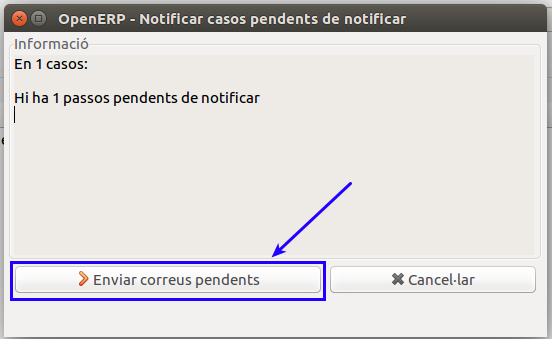 OpenERP - Notificar casos pendents de notificar
Informació
En 1 casos:
Hi ha 1 passos pendents de notificar
Enviar correus pendents
Cancel·lar